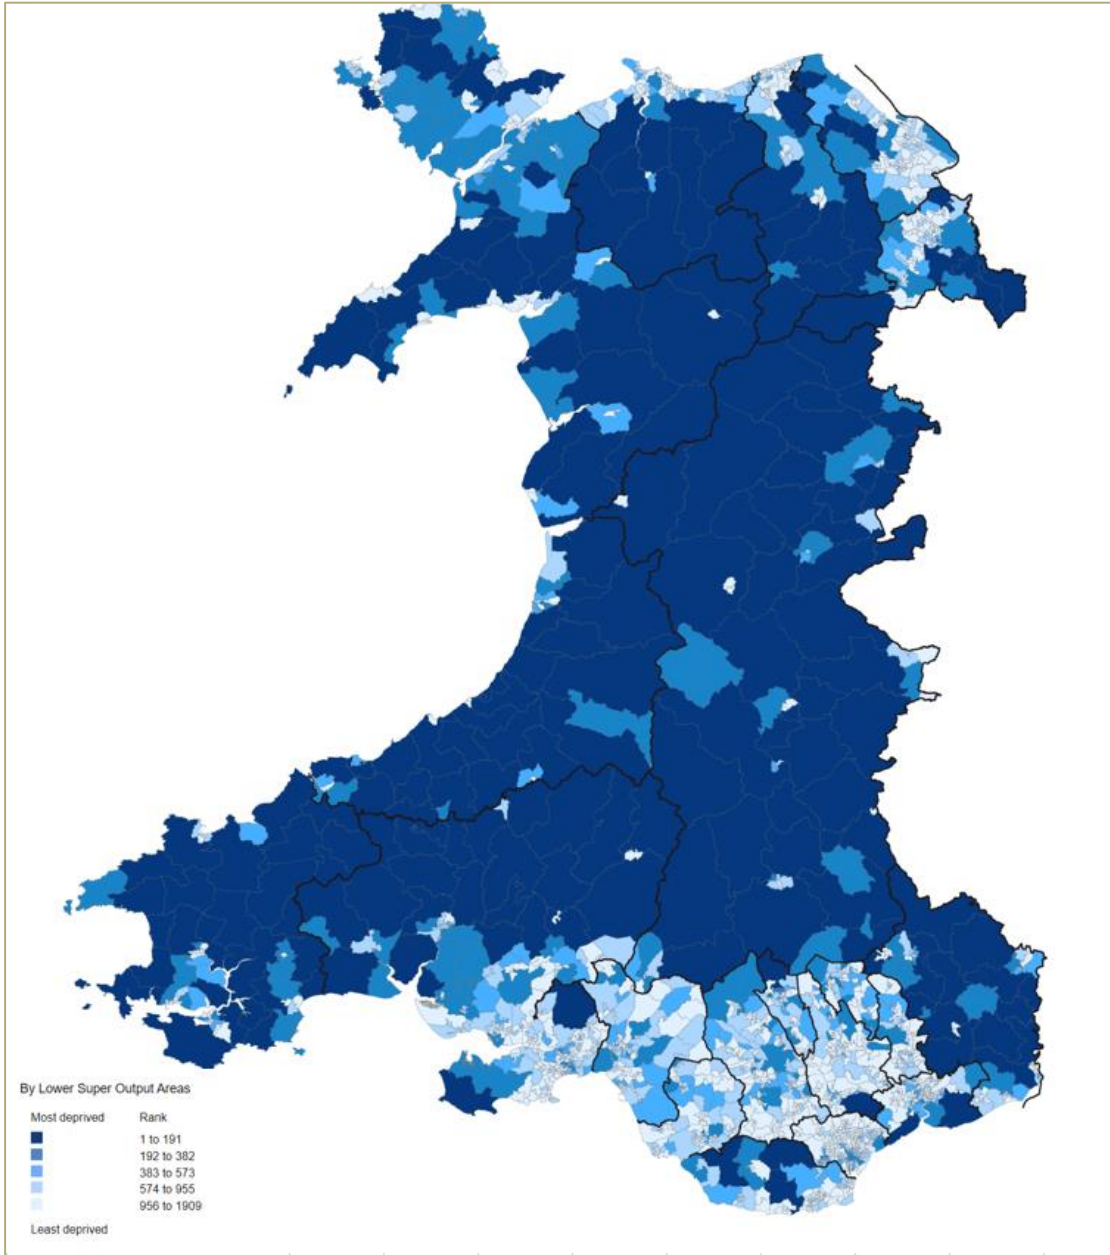 By Lower Super Output Areas
Most deprived Rank
1 to 191
192 to 382
383 to 573
574 to 955
956 to 1909
Least deprived